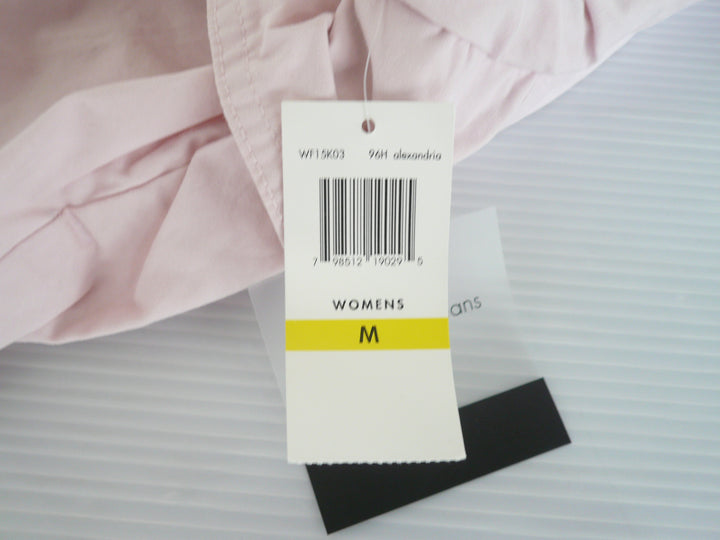 WF15K03 96H alexandria
7 98512 19029 5
WOMENS
M
ans